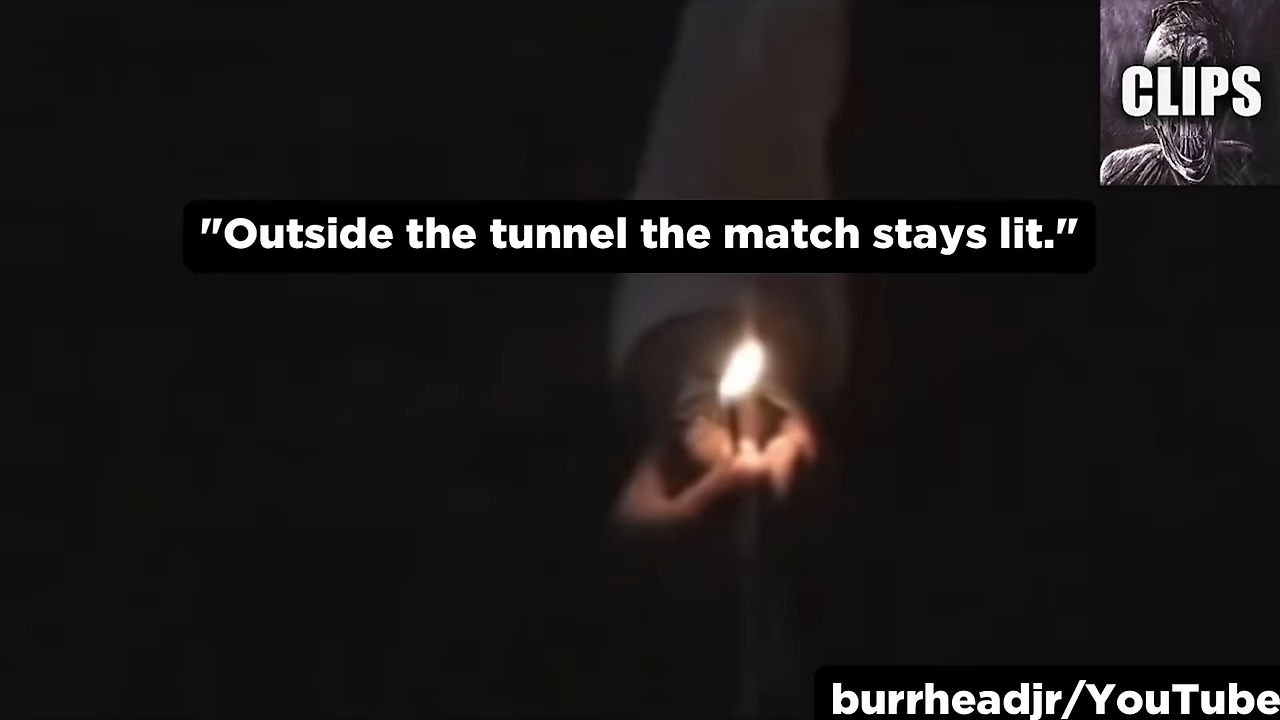 CLIPS
"Outside the tunnel the match stays lit."
burrheadjr/YouTube